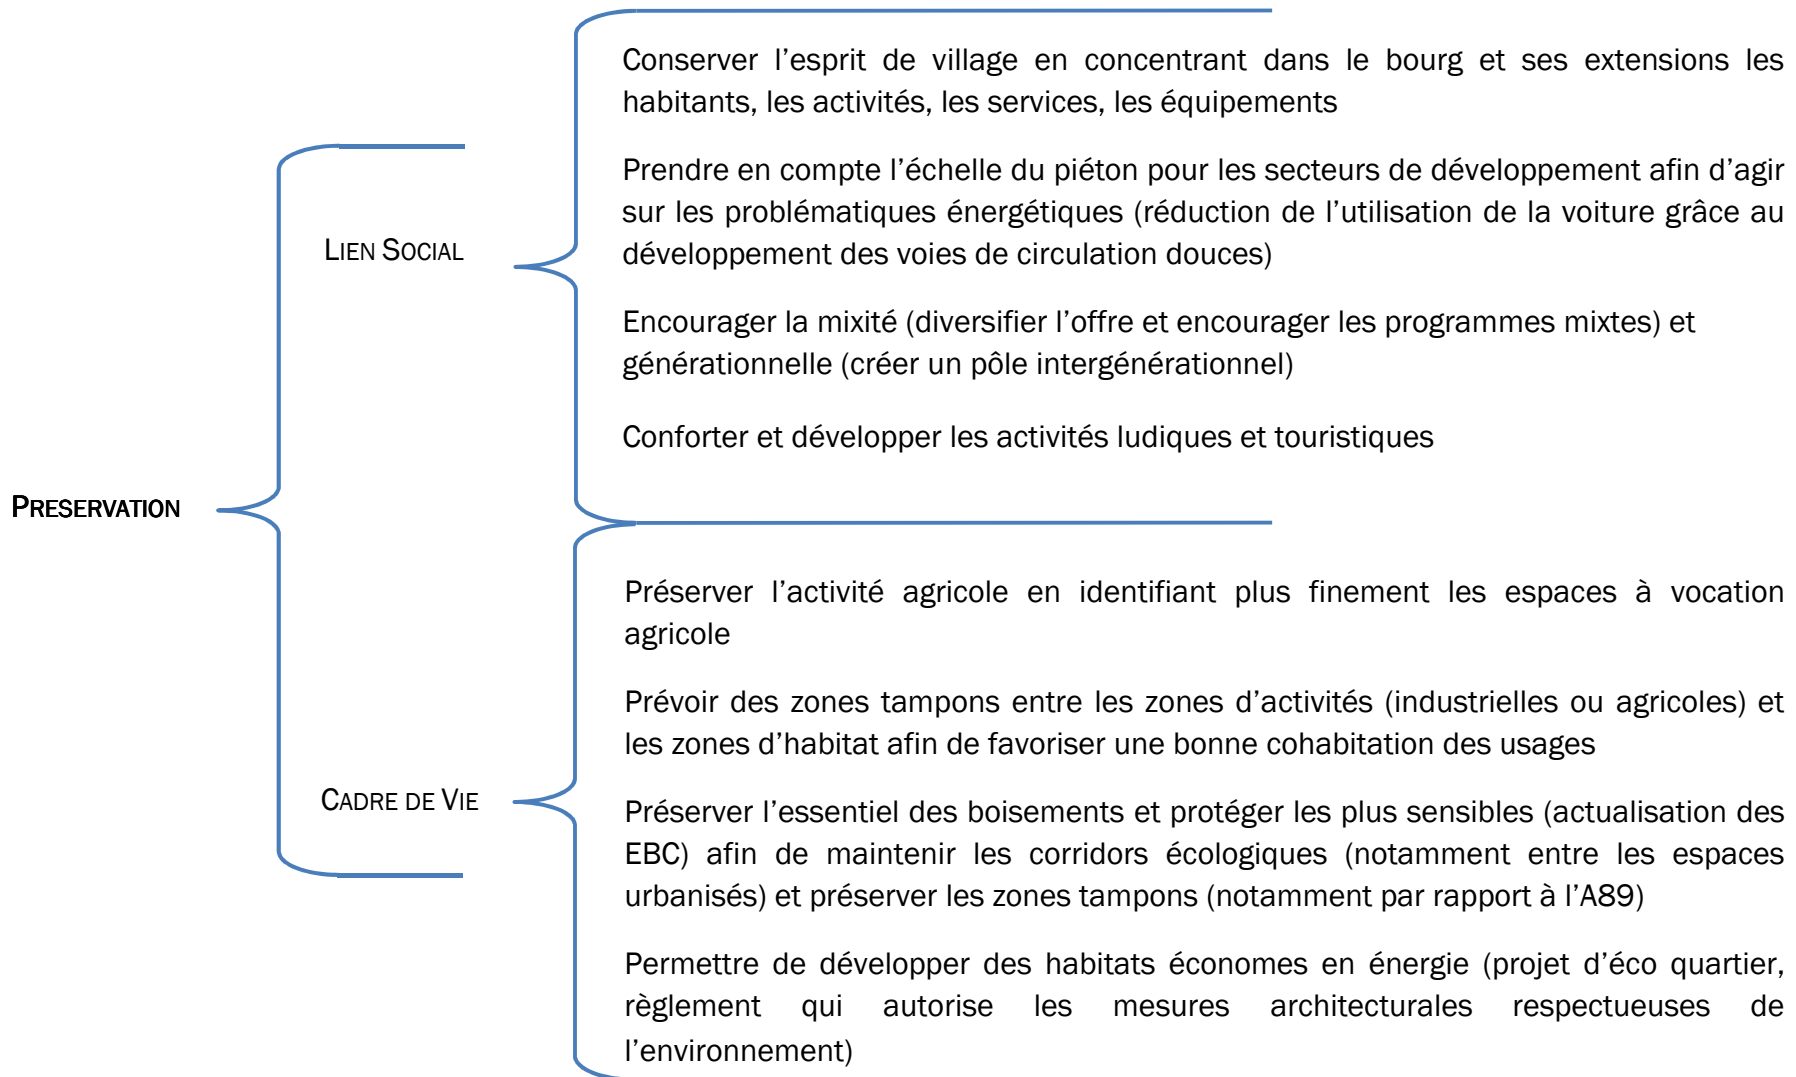 PRESERVATION
LIEN SOCIAL
Conserver l’esprit de village en concentrant dans le bourg et ses extensions les
habitants, les activités, les services, les équipements
Prendre en compte l’échelle du piéton pour les secteurs de développement afin d’agir
sur les problématiques énergétiques (réduction de l’utilisation de la voiture grâce au
développement des voies de circulation douces)
Encourager la mixité (diversifier l’offre et encourager les programmes mixtes) et
générationnelle (créer un pôle intergénérationnel)
Conforter et développer les activités ludiques et touristiques
CADRE DE VIE
Préserver l’activité agricole en identifiant plus finement les espaces à vocation
agricole
Prévoir des zones tampons entre les zones d’activités (industrielles ou agricoles) et
les zones d’habitat afin de favoriser une bonne cohabitation des usages
Préserver l’essentiel des boisements et protéger les plus sensibles (actualisation des
EBC) afin de maintenir les corridors écologiques (notamment entre les espaces
urbanisés) et préserver les zones tampons (notamment par rapport à l’A89)
Permettre de développer des habitats économes en énergie (projet d’éco quartier,
règlement qui autorise les mesures architecturales respectueuses de
l’environnement)